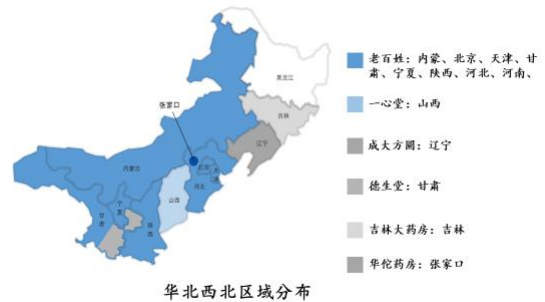 黑龙江
张家口
吉林
辽宁
内蒙古
北京
天津
河北
山西
宁夏
甘肃
陕西
老百姓：内蒙、北京、天津、甘
肃、宁夏、陕西、河北、河南、
一心堂：山西
成大方圆：辽宁
德生堂：甘肃
吉林大药房：吉林
华佗药房：张家口
华北西北区域分布